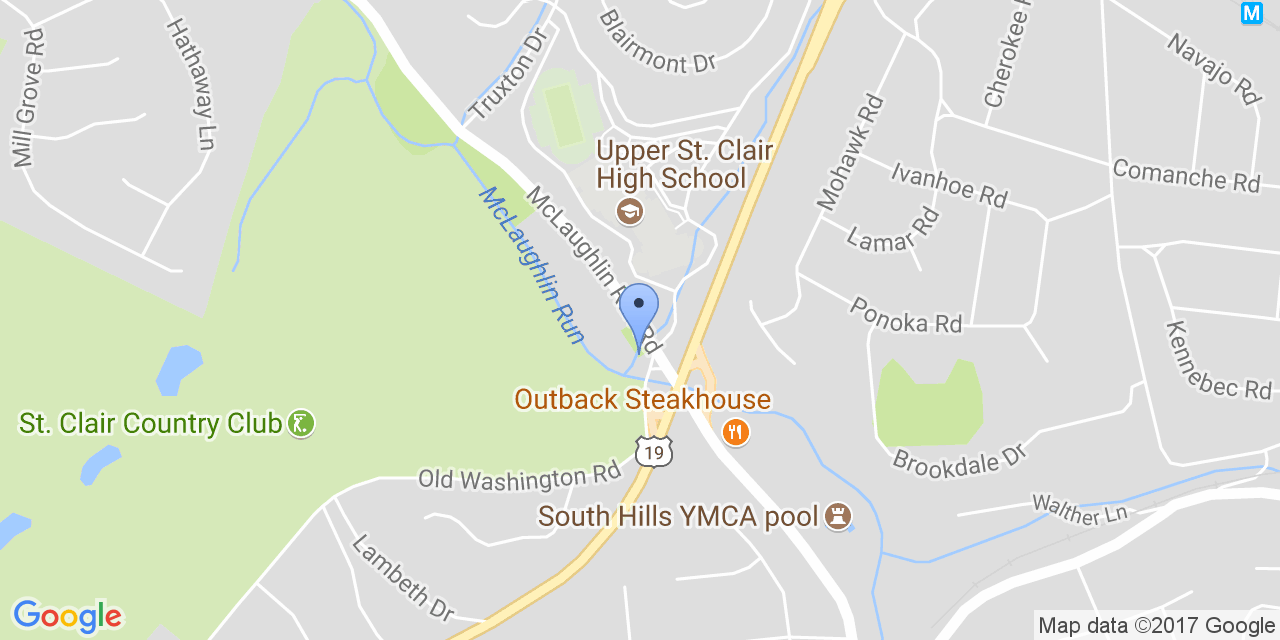 Mill Grove Rd
Hathaway Ln
Truxton Dr
Blairmont Dr
Cherokee
Navajo Rd
M
Upper St. Clair
High School
Mohawk Rd
Ivanhoe Rd
Comanche Rd
Lamar Rd
McLaughlin Run
McLaughlin R
Rd
Ponoka Rd
Kennebec Rd
Outback Steakhouse
St. Clair Country Club
19
Old Washington Rd
Brookdale Dr
South Hills YMCA pool
Walther Ln
Lambeth Dr
Google
Map data ©2017 Google